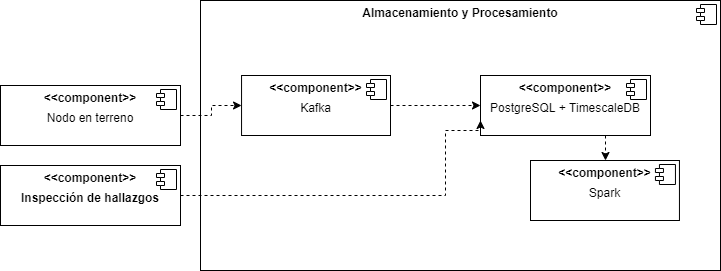 Almacenamiento y Procesamiento
<<component>>
Nodo en terreno
<<component>>
Kafka
<<component>>
PostgreSQL + TimescaleDB
<<component>>
Inspección de hallazgos
<<component>>
Spark